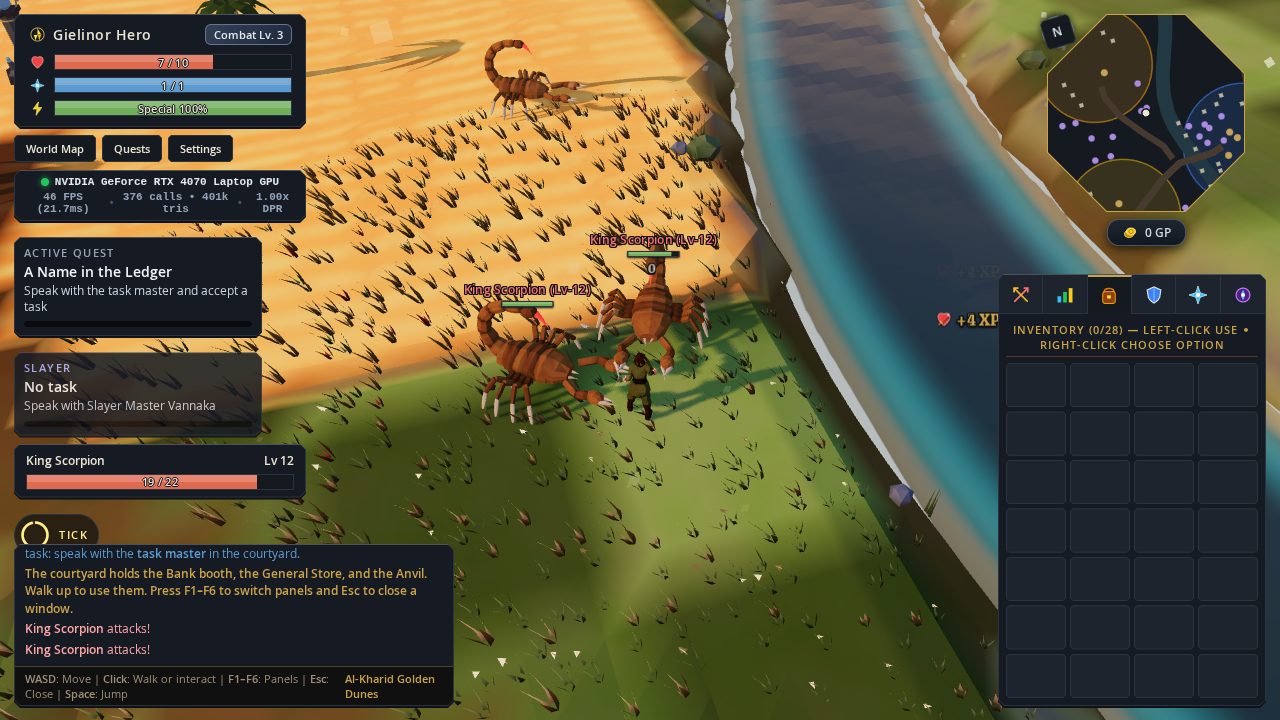 Gielinor Hero
Combat Lv. 3
7 / 10
1 / 1
Special 100%
World Map
Quests
Settings
NVIDIA GeForce RTX 4070 Laptop GPU
46 FPS (21.7ms) • 376 calls • 401k tris • 1.00x DPR
ACTIVE QUEST
A Name in the Ledger
Speak with the task master and accept a
task
SLAYER
No task
Speak with Slayer Master Vannaka
King Scorpion
Lv 12
19 / 22
TICK
task: speak with the task master in the courtyard.
The courtyard holds the Bank booth, the General Store, and the Anvil.
Walk up to use them. Press F1–F6 to switch panels and Esc to close a
window.
King Scorpion attacks!
King Scorpion attacks!
WASD: Move | Click: Walk or interact | F1–F6: Panels | Esc:
Close | Space: Jump
Al-Kharid Golden
Dunes
King Scorpion (Lv-12)
0
King Scorpion (Lv-12)
+4 XP
N
0 GP
INVENTORY (0/28) — LEFT-CLICK USE •
RIGHT-CLICK CHOOSE OPTION